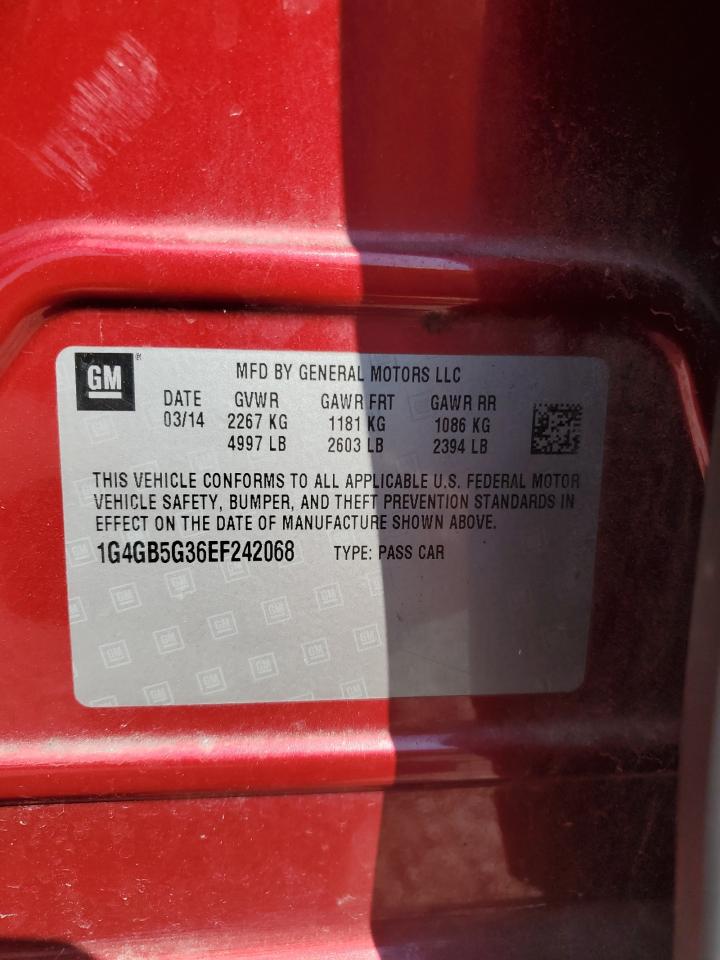 GM ®
MFD BY GENERAL MOTORS LLC
DATE GVWR GAWR FRT GAWR RR
03/14 2267 KG 1181 KG 1086 KG
4997 LB 2603 LB 2394 LB
THIS VEHICLE CONFORMS TO ALL APPLICABLE U.S. FEDERAL MOTOR
VEHICLE SAFETY, BUMPER, AND THEFT PREVENTION STANDARDS IN
EFFECT ON THE DATE OF MANUFACTURE SHOWN ABOVE.
1G4GB5G36EF242068 TYPE: PASS CAR